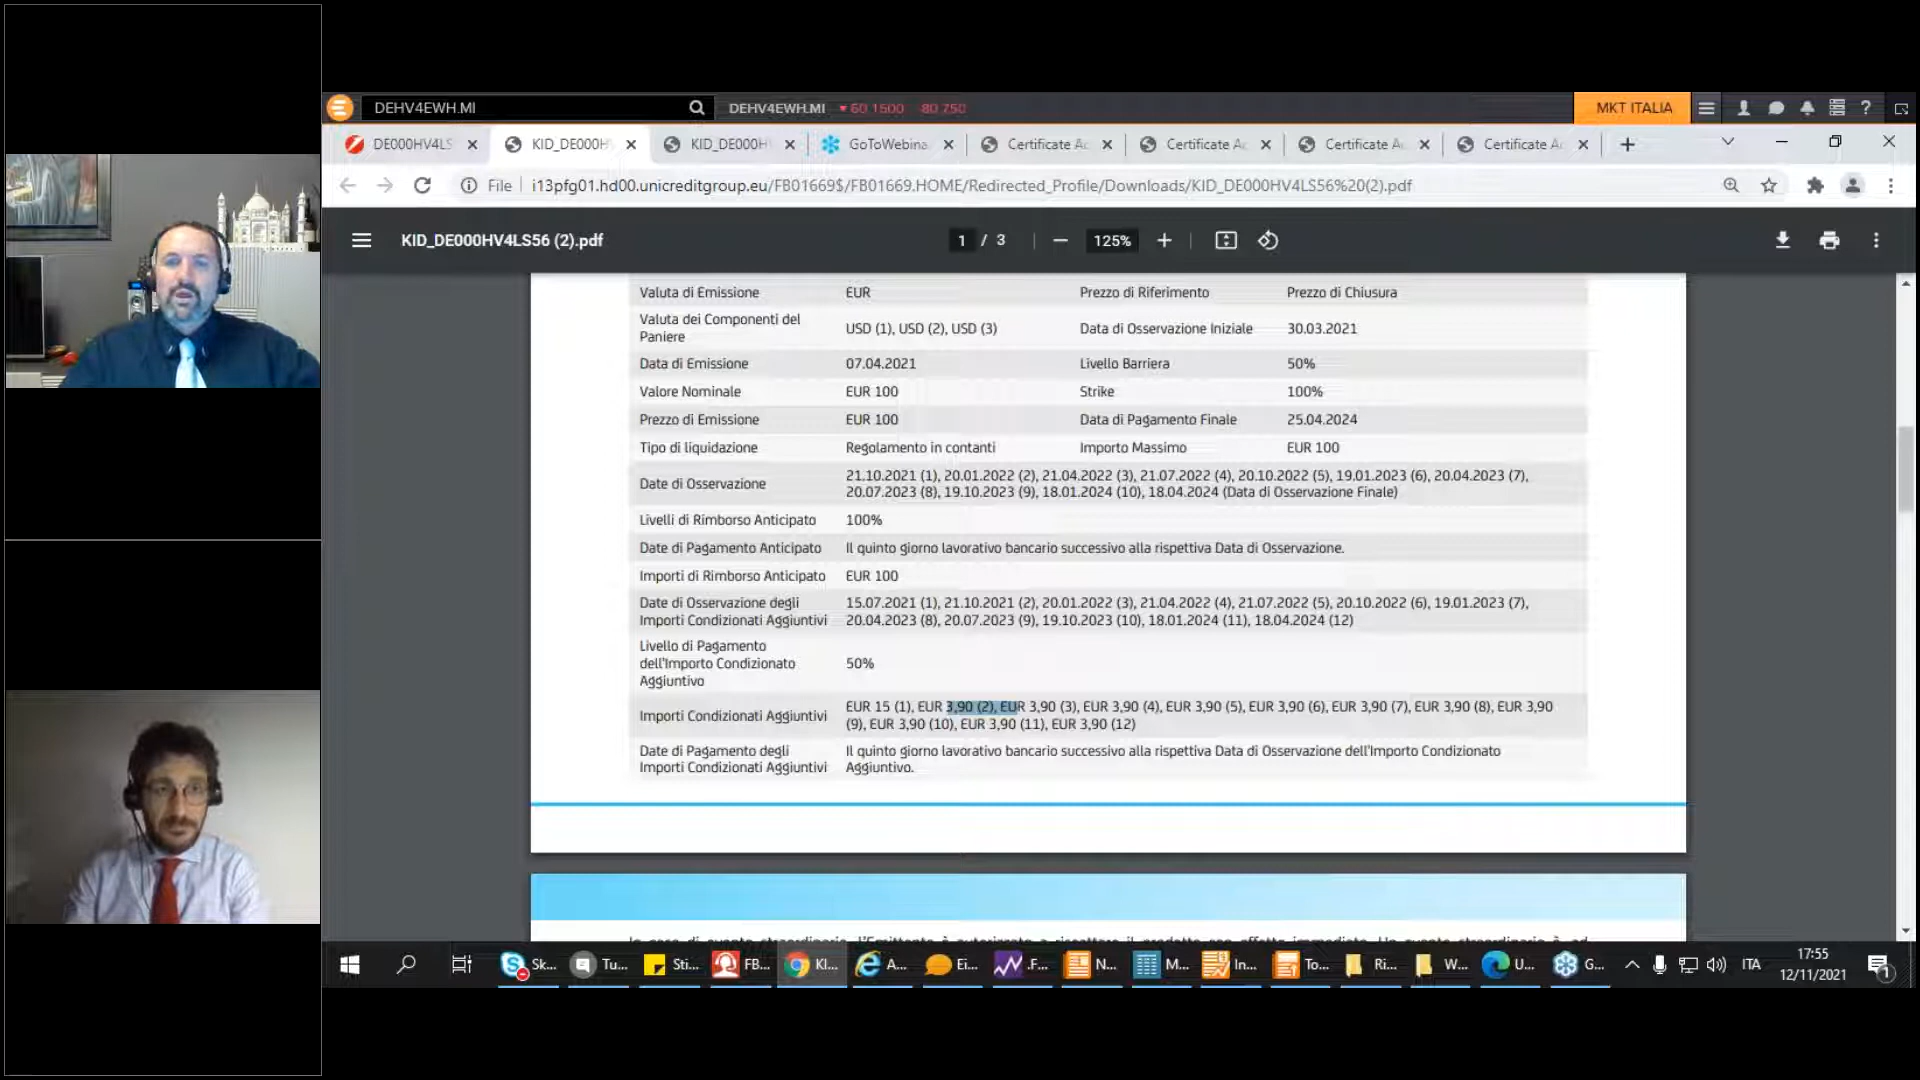 DEHV4EWH.MI
DEHV4EWH.MI
60 1500
-80 750
MKT ITALIA
DE000HV4LS
KID_DE000H
KID_DE000H
GoToWebina
Certificate A
Certificate A
Certificate A
Certificate A
File
i13pfg01.hd00.unicreditgroup.eu/FB01669$/FB01669.HOME/Redirected_Profile/Downloads/KID_DE000HV4LS56%20(2).pdf
KID_DE000HV4LS56 (2).pdf
1 / 3
125%
Valuta di Emissione EUR Prezzo di Riferimento Prezzo di Chiusura
Valuta dei Componenti del
Paniere
USD (1), USD (2), USD (3) Data di Osservazione Iniziale 30.03.2021
Data di Emissione 07.04.2021 Livello Barriera 50%
Valore Nominale EUR 100 Strike 100%
Prezzo di Emissione EUR 100 Data di Pagamento Finale 25.04.2024
Tipo di liquidazione Regolamento in contanti Importo Massimo EUR 100
Date di Osservazione
21.10.2021 (1), 20.01.2022 (2), 21.04.2022 (3), 21.07.2022 (4), 20.10.2022 (5), 19.01.2023 (6), 20.04.2023 (7),
20.07.2023 (8), 19.10.2023 (9), 18.01.2024 (10), 18.04.2024 (Data di Osservazione Finale)
Livelli di Rimborso Anticipato 100%
Date di Pagamento Anticipato Il quinto giorno lavorativo bancario successivo alla rispettiva Data di Osservazione.
Importi di Rimborso Anticipato EUR 100
Date di Osservazione degli
Importi Condizionati Aggiuntivi
15.07.2021 (1), 21.10.2021 (2), 20.01.2022 (3), 21.04.2022 (4), 21.07.2022 (5), 20.10.2022 (6), 19.01.2023 (7),
20.04.2023 (8), 20.07.2023 (9), 19.10.2023 (10), 18.01.2024 (11), 18.04.2024 (12)
Livello di Pagamento
dell'Importo Condizionato
Aggiuntivo
50%
Importi Condizionati Aggiuntivi
EUR 15 (1), EUR 3,90 (2), EUR 3,90 (3), EUR 3,90 (4), EUR 3,90 (5), EUR 3,90 (6), EUR 3,90 (7), EUR 3,90 (8), EUR 3,90
(9), EUR 3,90 (10), EUR 3,90 (11), EUR 3,90 (12)
Date di Pagamento degli
Importi Condizionati Aggiuntivi
Il quinto giorno lavorativo bancario successivo alla rispettiva Data di Osservazione dell'Importo Condizionato
Aggiuntivo.
Sk...
Tu...
Sti...
FB...
KI...
A...
Ei...
.F...
N...
M...
In...
To...
Ri...
W...
U...
G...
ITA
17:55
12/11/2021
1